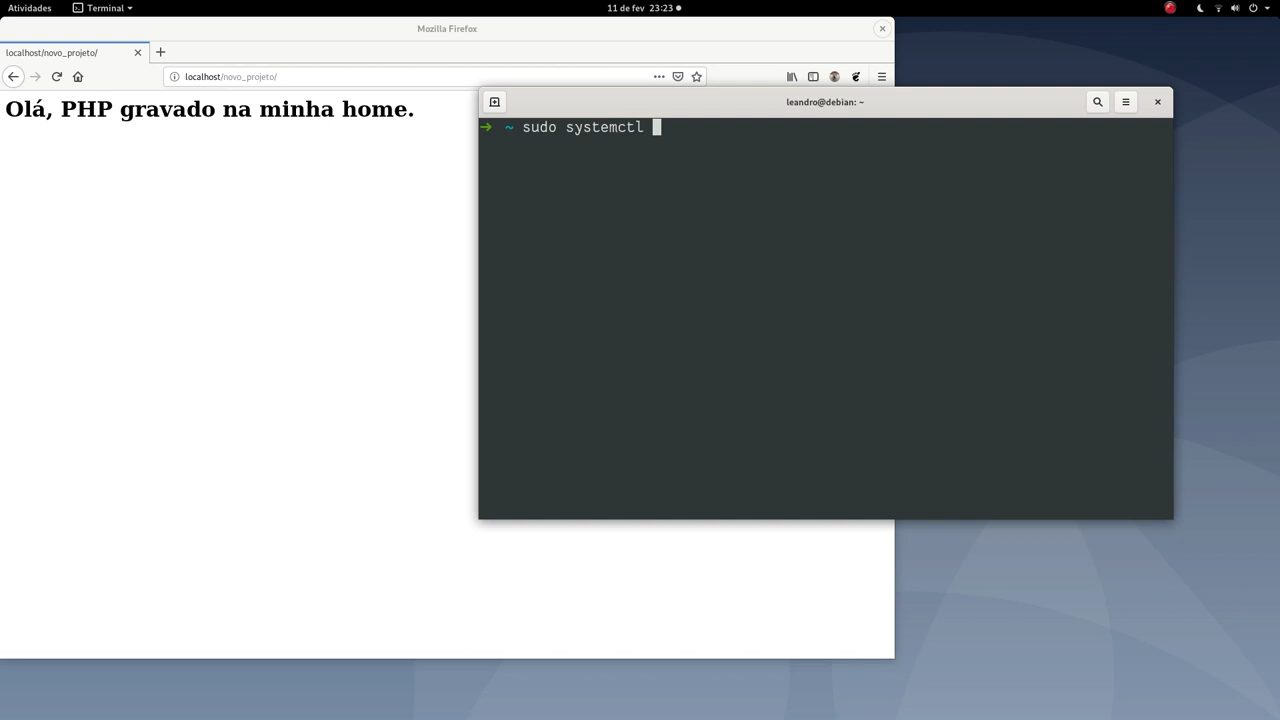 Atividades Terminal 11 de fev 23:23
Mozilla Firefox
localhost/novo_projeto/
localhost/novo_projeto/
Olá, PHP gravado na minha home.
leandro@debian: ~
➜ ~ sudo systemctl